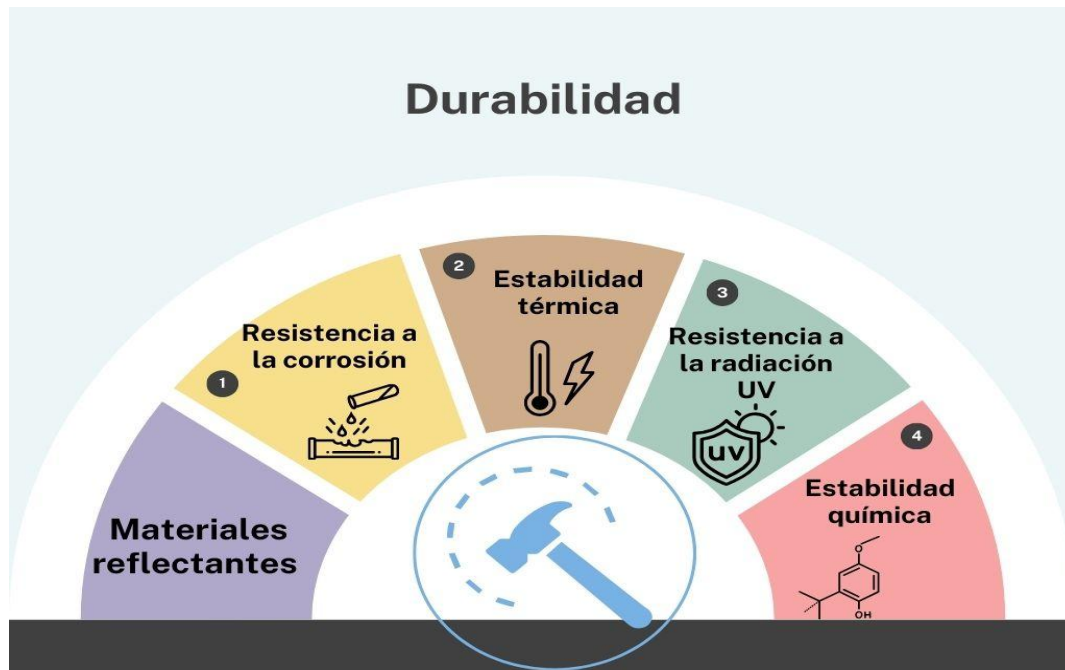 Durabilidad
Materiales
reflectantes
1
Resistencia a
la corrosión
2
Estabilidad
térmica
3
Resistencia a
la radiación
UV
UV
4
Estabilidad
química
O
OH